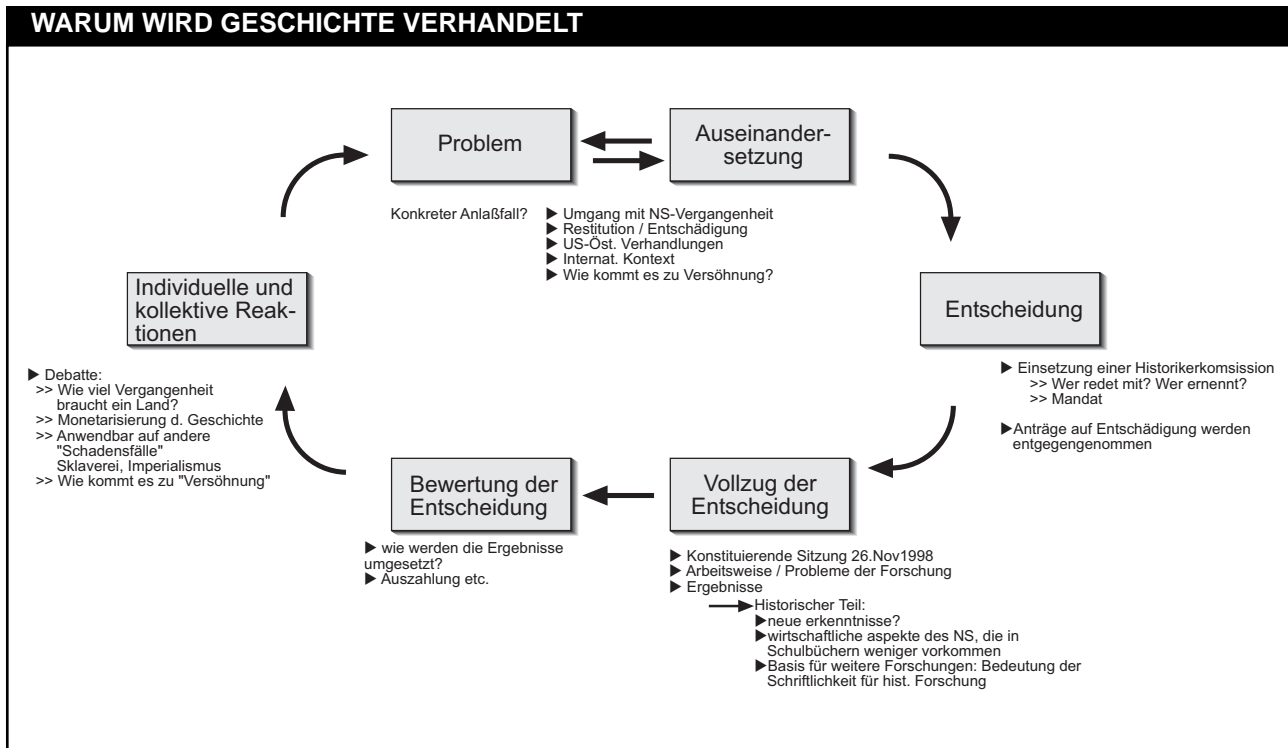 WARUM WIRD GESCHICHTE VERHANDELT
Problem
Auseinander-
setzung
Konkreter Anlaßfall?
▶ Umgang mit NS-Vergangenheit
▶ Restitution / Entschädigung
▶ US-Öst. Verhandlungen
▶ Internat. Kontext
▶ Wie kommt es zu Versöhnung?
Entscheidung
▶ Einsetzung einer Historikerkomsission
>> Wer redet mit? Wer ernennt?
>> Mandat
▶Anträge auf Entschädigung werden
entgegengenommen
Vollzug der
Entscheidung
▶ Konstituierende Sitzung 26.Nov1998
▶ Arbeitsweise / Probleme der Forschung
▶ Ergebnisse
Historischer Teil:
▶neue erkenntnisse?
▶wirtschaftliche aspekte des NS, die in
Schulbüchern weniger vorkommen
▶Basis für weitere Forschungen: Bedeutung der
Schriftlichkeit für hist. Forschung
Bewertung der
Entscheidung
▶ wie werden die Ergebnisse
umgesetzt?
▶ Auszahlung etc.
Individuelle und
kollektive Reak-
tionen
▶ Debatte:
>> Wie viel Vergangenheit
braucht ein Land?
>> Monetarisierung d. Geschichte
>> Anwendbar auf andere
"Schadensfälle"
Sklaverei, Imperialismus
>> Wie kommt es zu "Versöhnung"